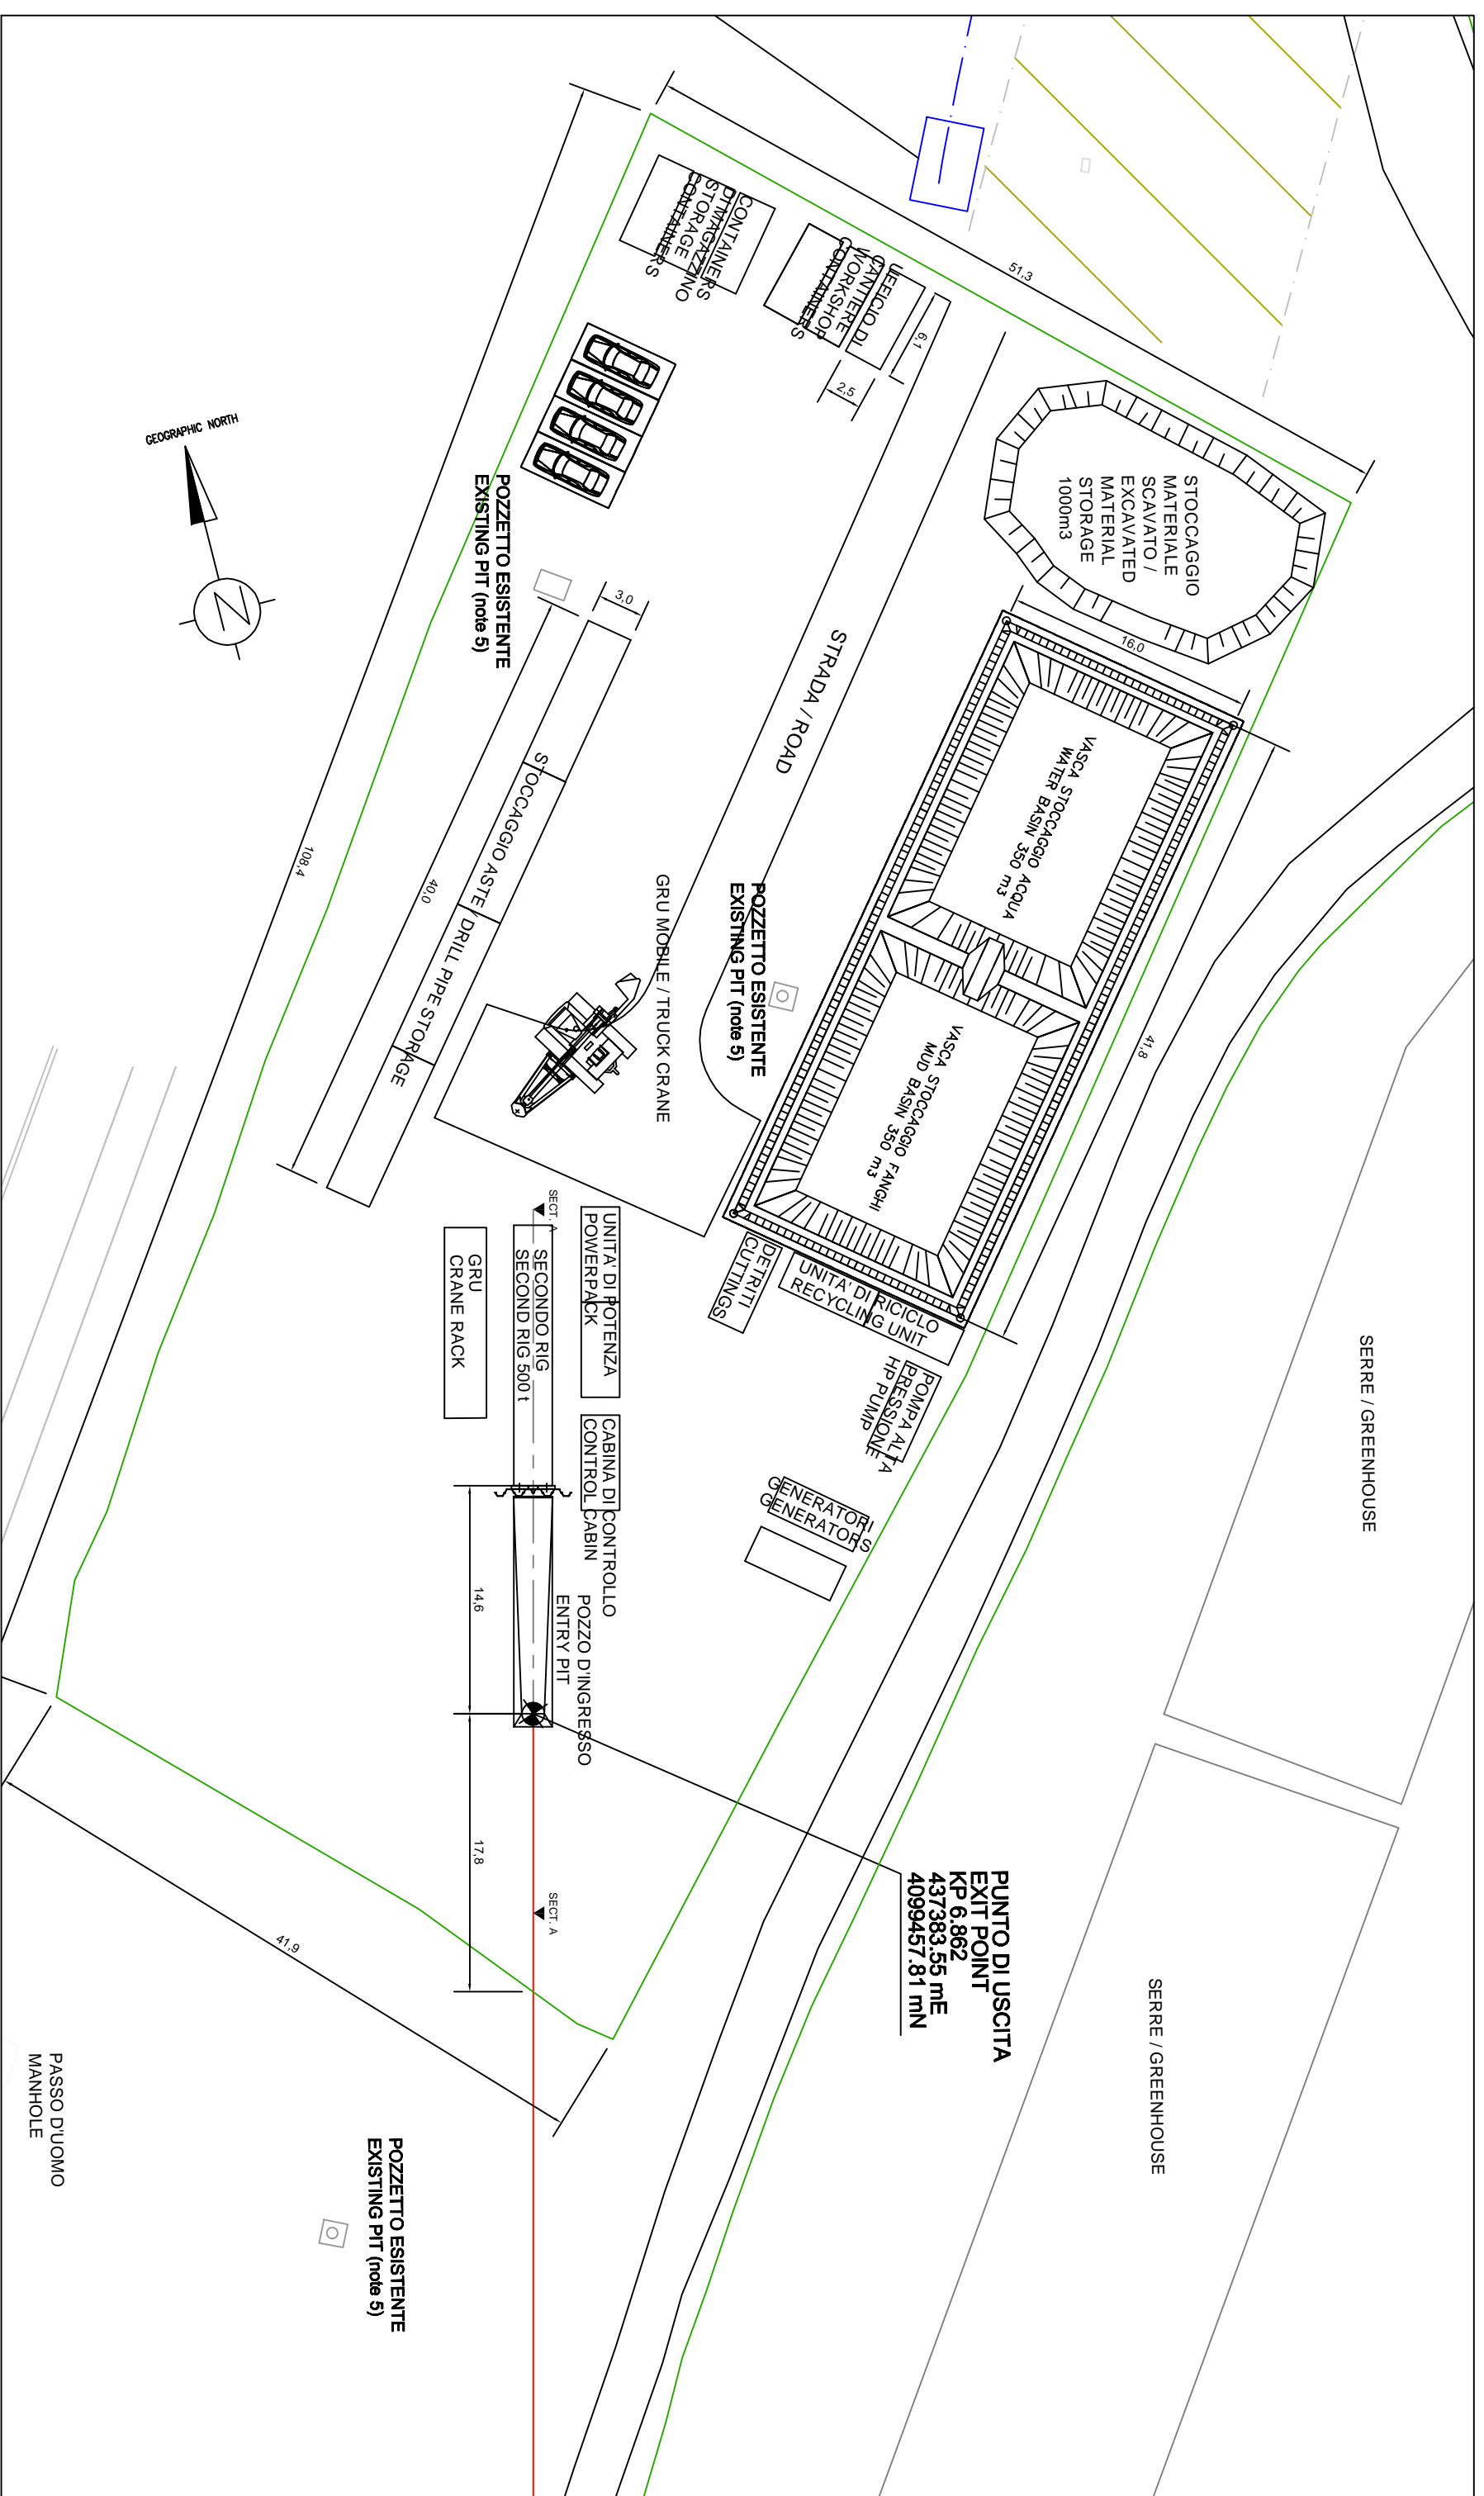 GEOGRAPHIC NORTH
N
CONTAINERS
DI MAGAZZINO
STORAGE
CONTAINERS
UFFICIO DI
CANTIERE
WORKSHOP
CONTAINERS
51,3
6,1
2,5
STOCCAGGIO
MATERIALE
SCAVATO /
EXCAVATED
MATERIAL
STORAGE
1000m3
16,0
POZZETTO ESISTENTE
EXISTING PIT (note 5)
3,0
STRADA / ROAD
VASCA STOCCAGGIO ACQUA
WATER BASIN 350 m3
STOCCAGGIO ASTE / DRILL PIPE STORAGE
40,0
108,4
GRU MOBILE / TRUCK CRANE
POZZETTO ESISTENTE
EXISTING PIT (note 5)
VASCA STOCCAGGIO FANGHI
MUD BASIN 350 m3
41,8
SECT. A
UNITA' DI POTENZA
POWERPACK
SECONDO RIG
SECOND RIG 500 t
GRU
CRANE RACK
DETRITI
CUTTINGS
UNITA' DI RICICLO
RECYCLING UNIT
POMPA ALTA
PRESSIONE
HP PUMP
CABINA DI CONTROLLO
CONTROL CABIN
GENERATORI
GENERATORS
SERRE / GREENHOUSE
POZZO D'INGRESSO
ENTRY PIT
14,6
17,8
SECT. A
PUNTO DI USCITA
EXIT POINT
KP 6.862
437383.55 mE
4099457.81 mN
41,9
SERRE / GREENHOUSE
PASSO D'UOMO
MANHOLE
POZZETTO ESISTENTE
EXISTING PIT (note 5)